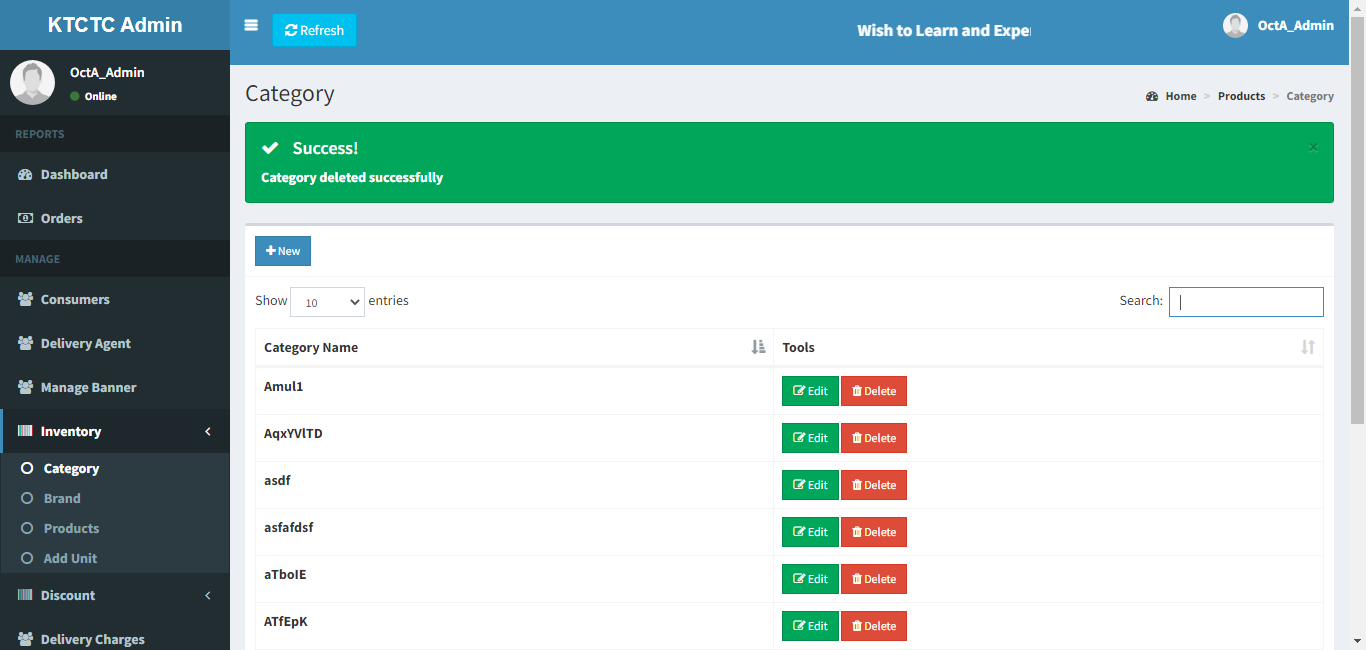 KTCTC Admin
Refresh
Wish to Learn and Expe
OctA_Admin
OctA_Admin
Online
REPORTS
Dashboard
Orders
MANAGE
Consumers
Delivery Agent
Manage Banner
Inventory
Category
Brand
Products
Add Unit
Discount
Delivery Charges
Category
Home > Products > Category
Success!
×
Category deleted successfully
New
Show 10 entries
Search:
Category Name Tools
Amul1 Edit Delete
AqxYVlTD Edit Delete
asdf Edit Delete
asfafdsf Edit Delete
aTboIE Edit Delete
ATfEpK Edit Delete